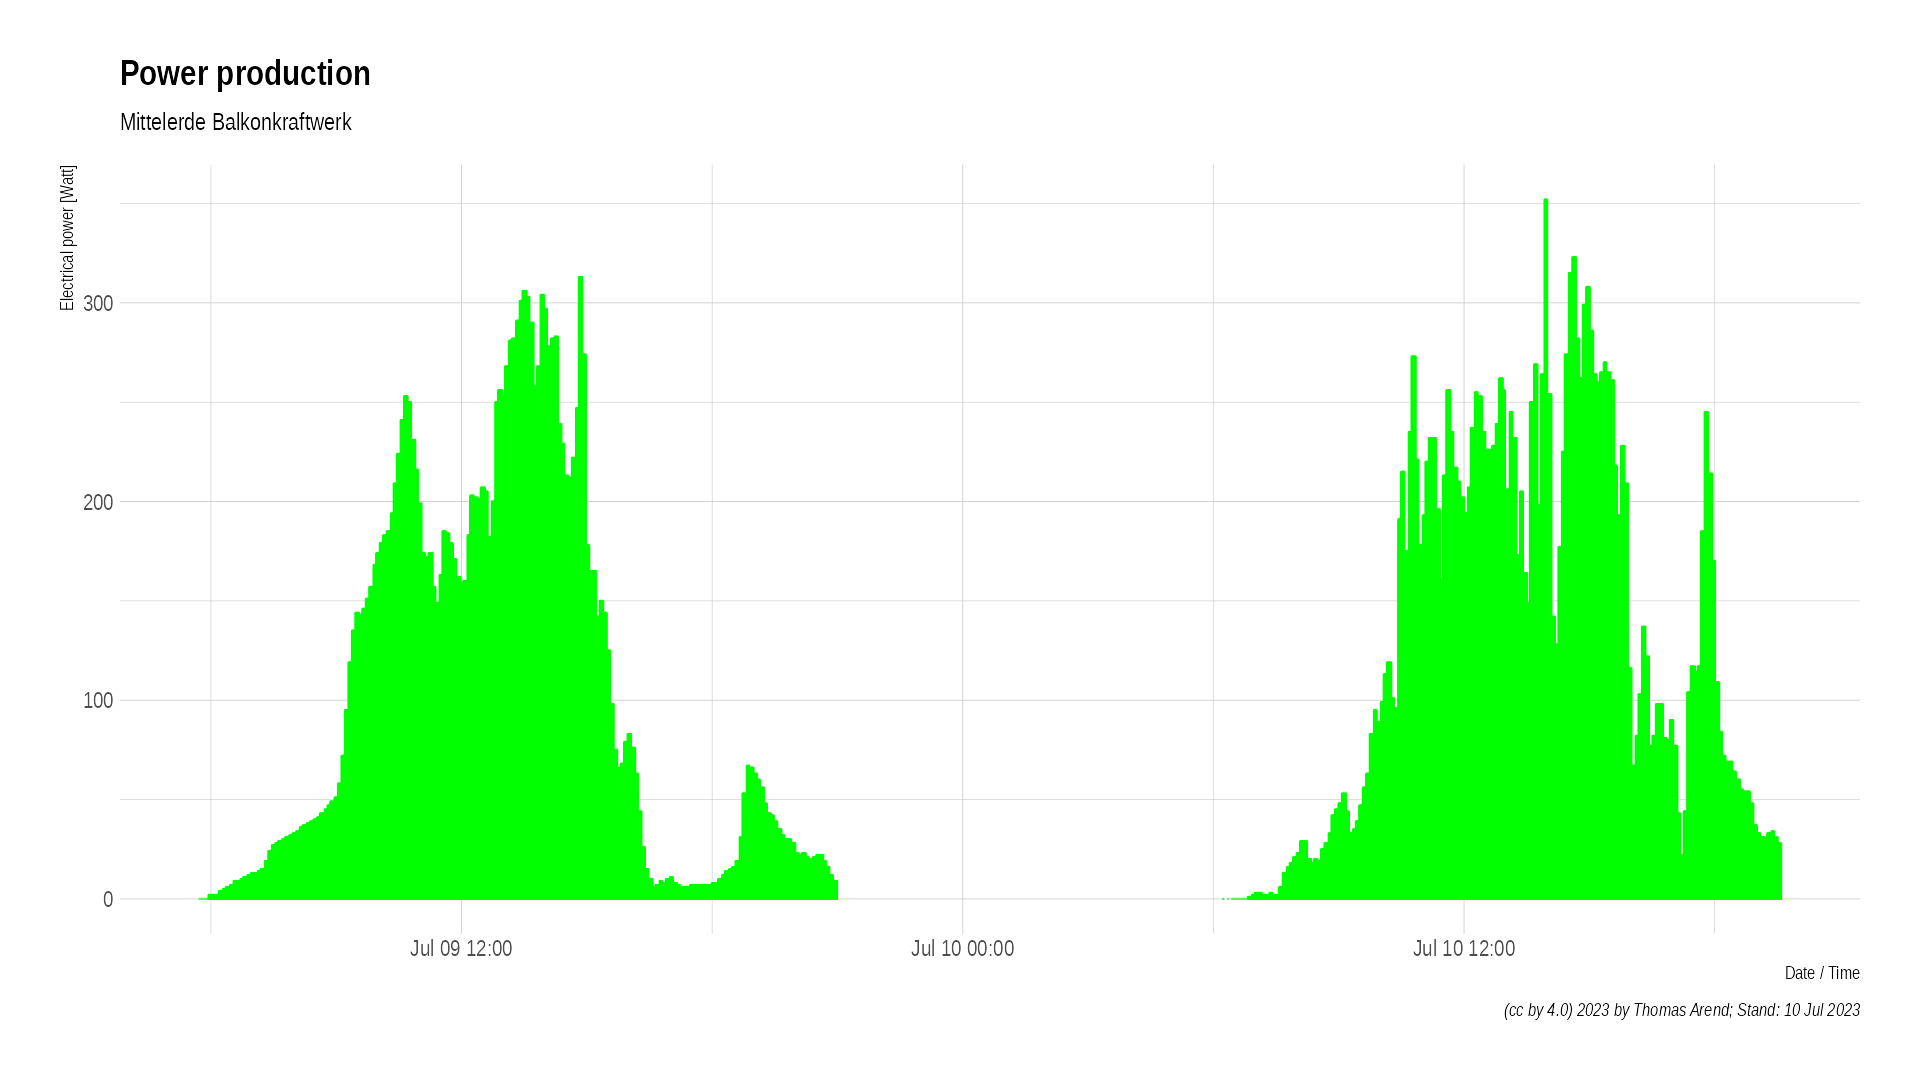 Power production
Mittelerde Balkonkraftwerk
Electrical power [Watt]
300
200
100
0
Jul 09 12:00
Jul 10 00:00
Jul 10 12:00
Date / Time
(cc by 4.0) 2023 by Thomas Arend; Stand: 10 Jul 2023